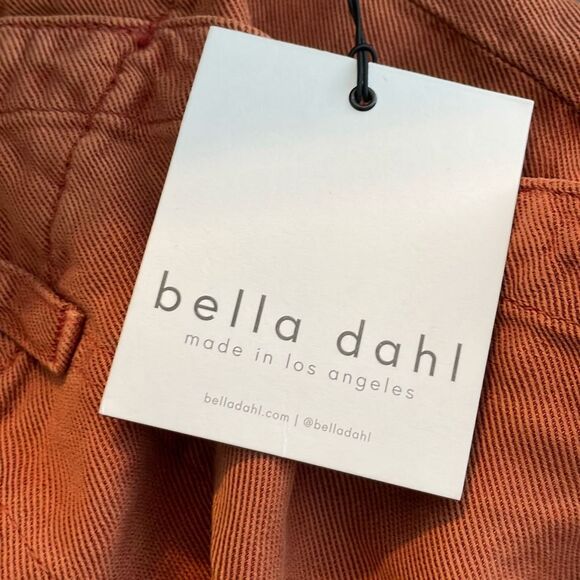 bella dahl
made in los angeles
belladahl.com | @belladahl